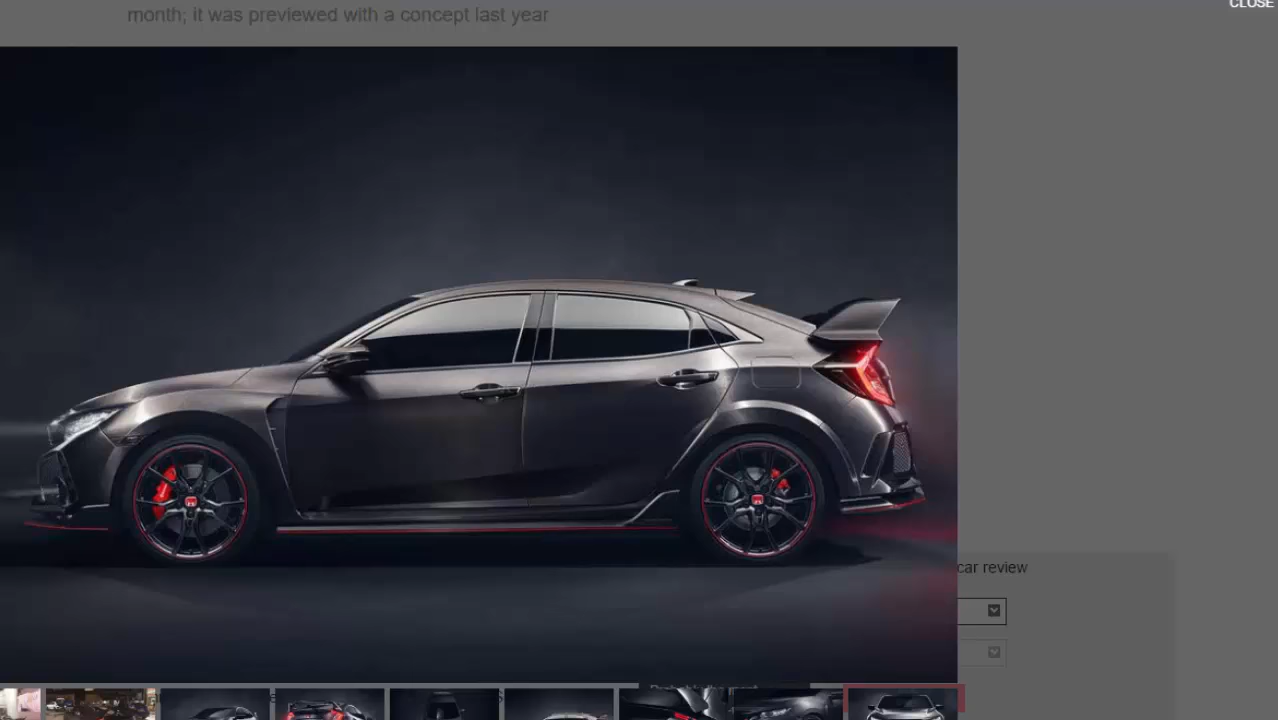 month; it was previewed with a concept last year
CLOSE
car review